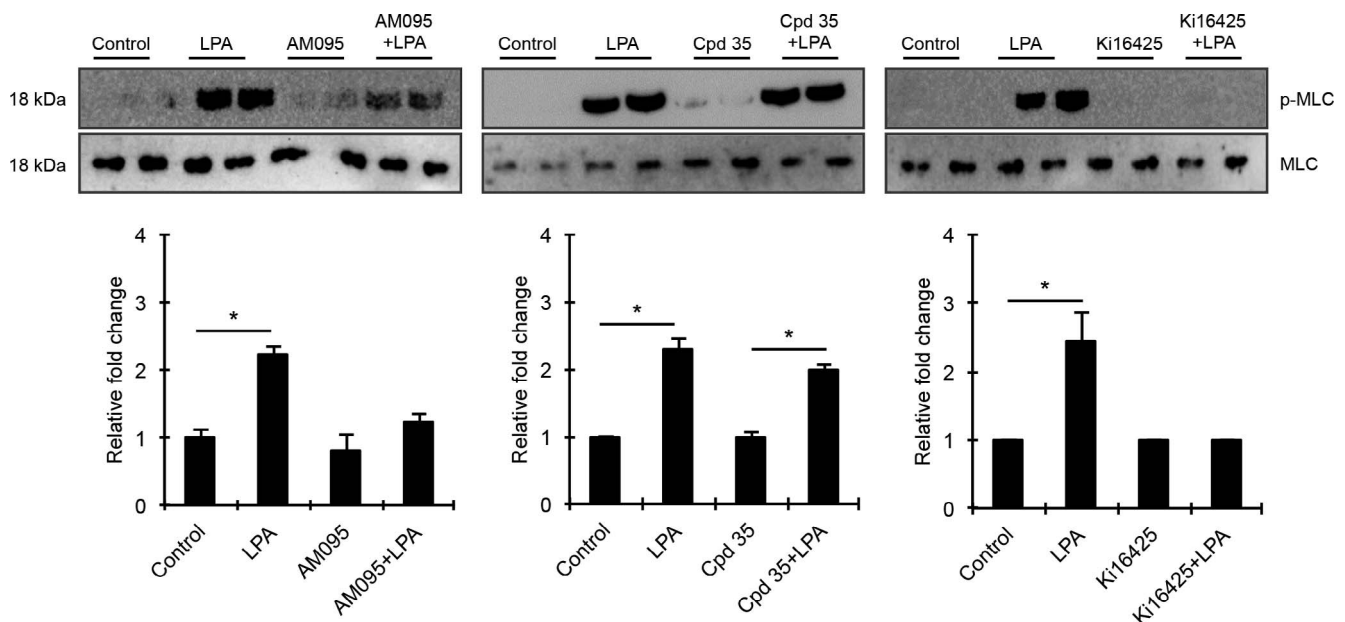 Control LPA AM095 AM095
+LPA
Control LPA Cpd 35 Cpd 35
+LPA
Control LPA Ki16425 Ki16425
+LPA
18 kDa
p-MLC
18 kDa
MLC
Relative fold change
4
3
2
1
0
*
Control
LPA
AM095
AM095+LPA
Relative fold change
4
3
2
1
0
*
*
Control
LPA
Cpd 35
Cpd 35+LPA
Relative fold change
4
3
2
1
0
*
Control
LPA
Ki16425
Ki16425+LPA